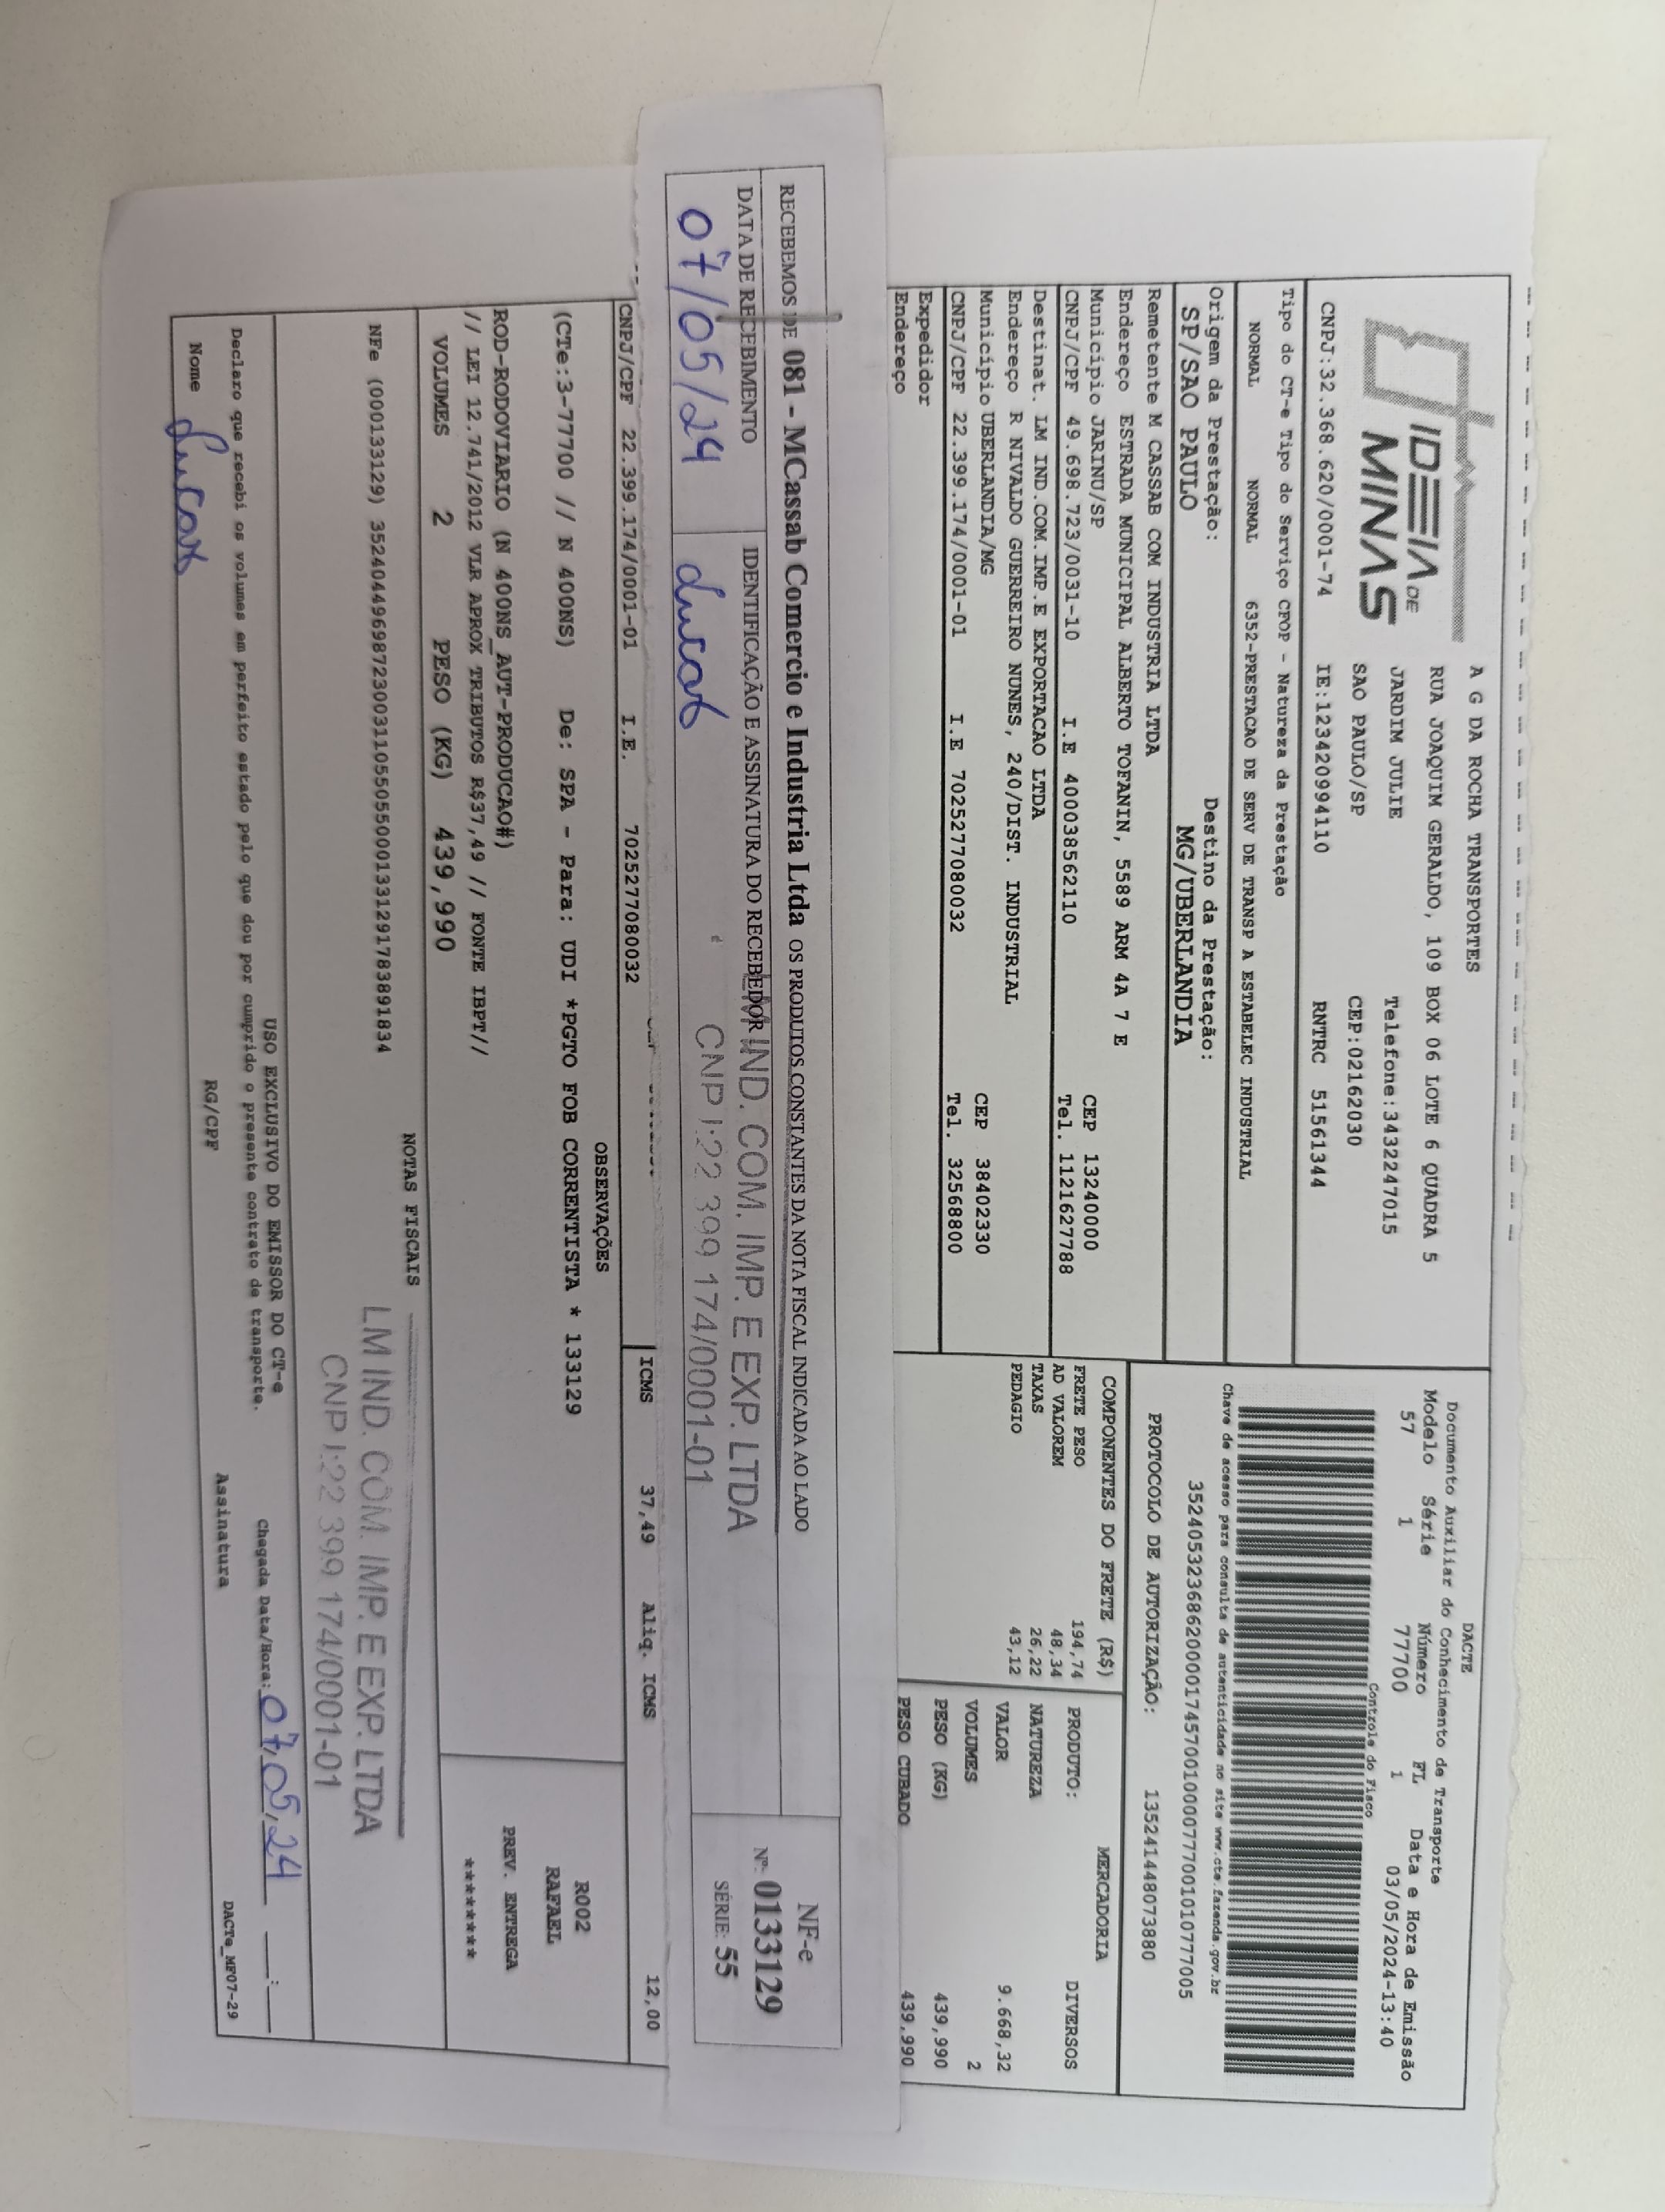 IDEIA DE
MINAS
A G DA ROCHA TRANSPORTES
RUA JOAQUIM GERALDO, 109 BOX 06 LOTE 6 QUADRA 5
JARDIM JULIE Telefone:3432247015
SAO PAULO/SP CEP:02162030
CNPJ:32.368.620/0001-74 IE:123420994110 RNTRC 51561344
Tipo do CT-e Tipo do Serviço CFOP - Natureza da Prestação
NORMAL NORMAL 6352-PRESTACAO DE SERV DE TRANSP A ESTABELEC INDUSTRIAL
Origem da Prestação: Destino da Prestação:
SP/SAO PAULO MG/UBERLANDIA
Remetente M CASSAB COM INDUSTRIA LTDA
Endereço ESTRADA MUNICIPAL ALBERTO TOFANIN, 5589 ARM 4A 7 E
Município JARINU/SP CEP 13240000
CNPJ/CPF 49.698.723/0031-10 I.E 400038562110 Tel. 1121627788
Destinat. LM IND.COM.IMP.E EXPORTACAO LTDA
Endereço R NIVALDO GUERREIRO NUNES, 240/DIST. INDUSTRIAL
Município UBERLANDIA/MG CEP 38402330
CNPJ/CPF 22.399.174/0001-01 I.E 7025277080032 Tel. 32568800
Expedidor
Endereço
DACTE
Documento Auxiliar do Conhecimento de Transporte
Modelo Série Número FL Data e Hora de Emissão
57 1 77700 1 03/05/2024-13:40
Controle do Fisco
Chave de acesso para consulta de autenticidade no site www.cte.fazenda.gov.br
35240532368620000174570010000777001010777005
PROTOCOLO DE AUTORIZAÇÃO: 135241448073880
COMPONENTES DO FRETE (R$)
FRETE PESO 194,74
AD VALOREM 48,34
TAXAS 26,22
PEDAGIO 43,12
MERCADORIA
PRODUTO: DIVERSOS
NATUREZA
VALOR 9.668,32
VOLUMES 2
PESO (KG) 439,990
PESO CUBADO 439,990
RECEBEMOS DE 081 - MCassab Comercio e Industria Ltda OS PRODUTOS CONSTANTES DA NOTA FISCAL INDICADA AO LADO
DATA DE RECEBIMENTO IDENTIFICAÇÃO E ASSINATURA DO RECEBEDOR
07/05/24 Lucas
LM IND. COM. IMP. E EXP. LTDA
CNPJ:22 399 174/0001-01
NF-e
Nº: 0133129
SÉRIE: 55
CNPJ/CPF 22.399.174/0001-01 I.E. 7025277080032
ICMS 37,49 Aliq. ICMS 12,00
OBSERVAÇÕES
(CTe:3-77700 // N 400NS) De: SPA - Para: UDI *PGTO FOB CORRENTISTA * 133129
ROD-RODOVIARIO (N 400NS_AUT-PRODUCAO#)
// LEI 12.741/2012 VLR APROX TRIBUTOS R$37,49 // FONTE IBPT//
VOLUMES 2 PESO (KG) 439,990
R002
RAFAEL
PREV. ENTREGA
********
NOTAS FISCAIS
NFe (000133129) 35240449698723003110550550001331291783891834
LM IND. COM. IMP. E EXP. LTDA
CNPJ:22 399 174/0001-01
USO EXCLUSIVO DO EMISSOR DO CT-e
Declaro que recebi os volumes em perfeito estado pelo que dou por cumprido o presente contrato de transporte. Chegada Data/Hora: 07/05/24 __:__
Nome Lucas RG/CPF Assinatura
DACTe_MF07-29